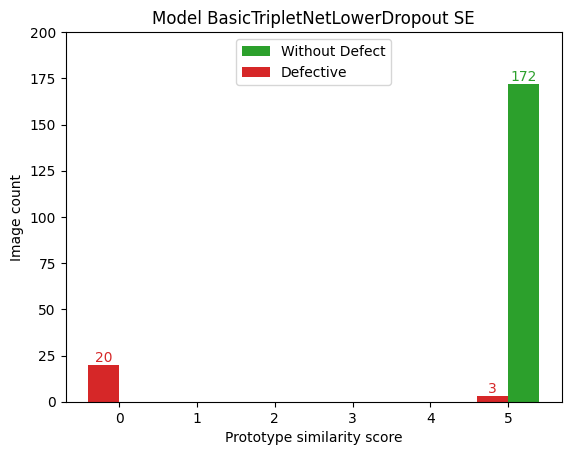 Model BasicTripletNetLowerDropout SE
Without Defect
Defective
200
175
150
125
100
75
50
25
0
Image count
172
20
3
0 1 2 3 4 5
Prototype similarity score